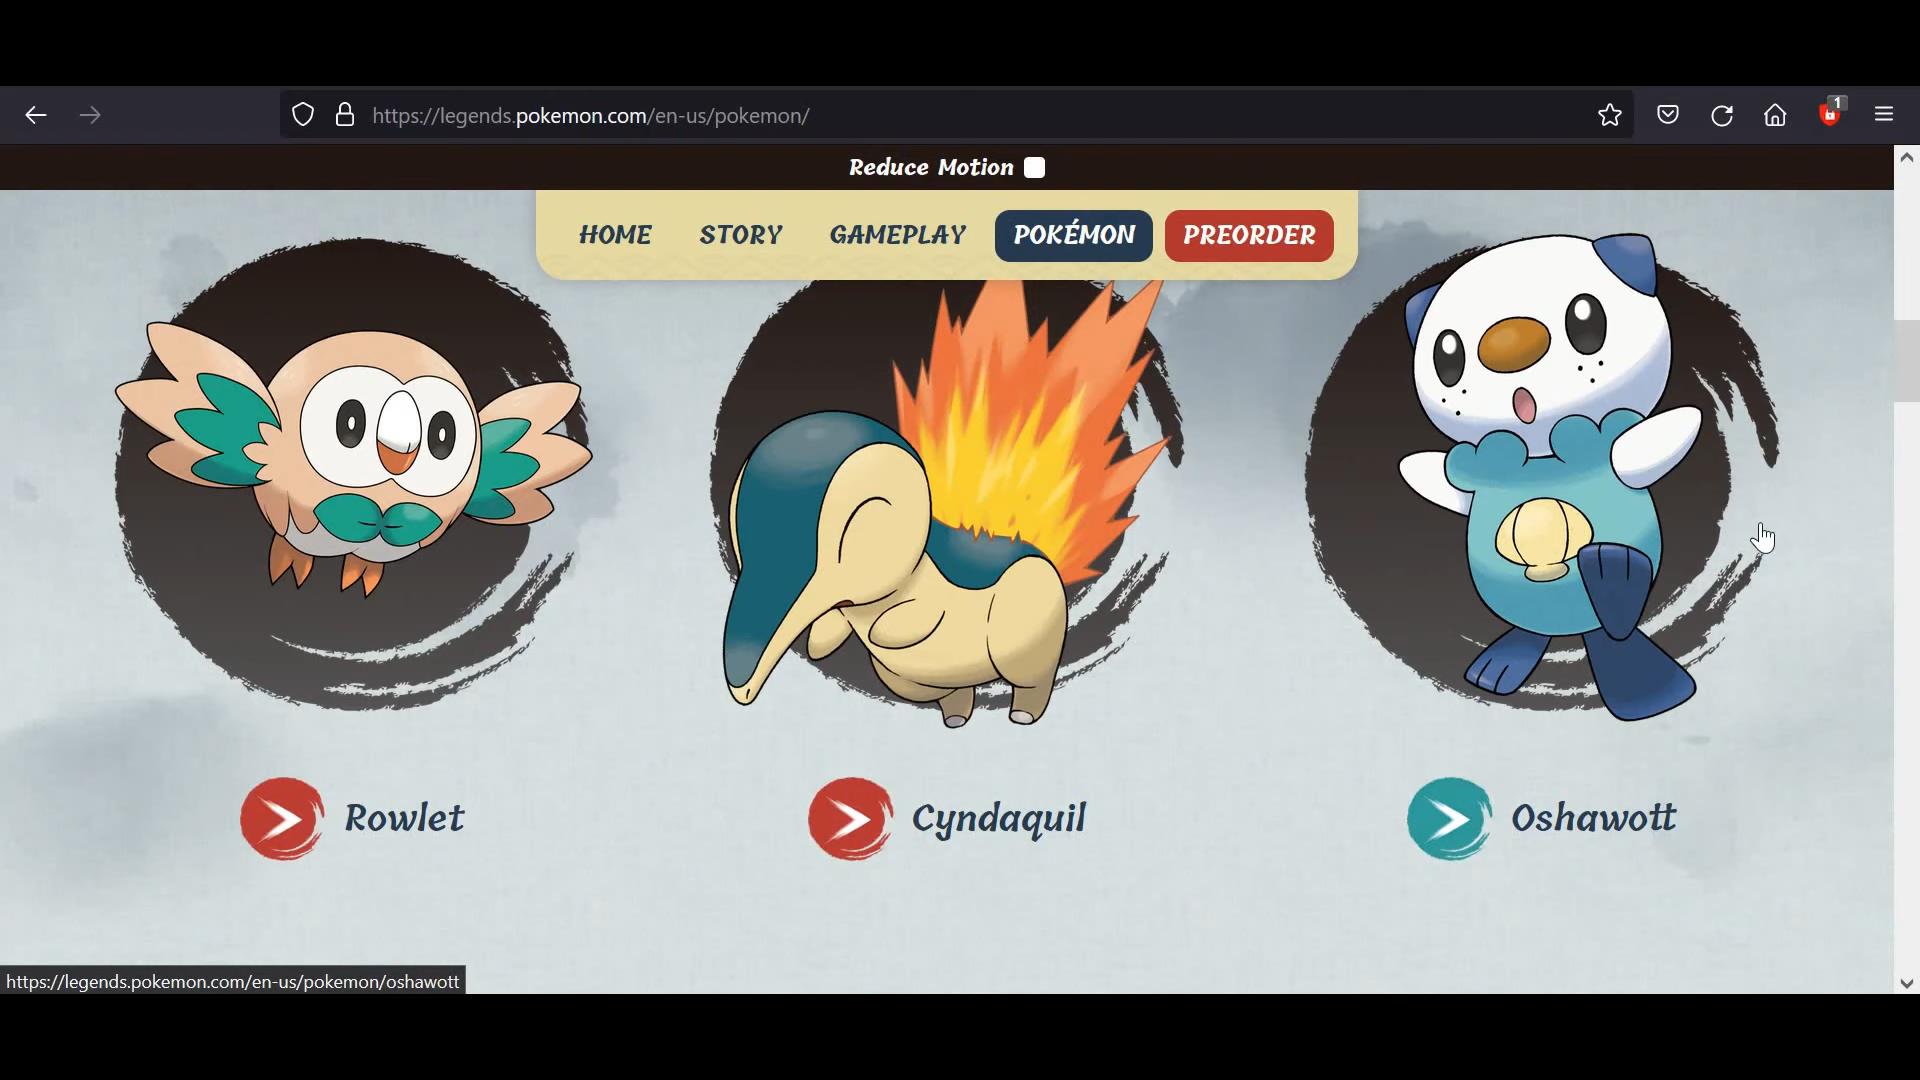 https://legends.pokemon.com/en-us/pokemon/
1
Reduce Motion
HOME STORY GAMEPLAY POKÉMON PREORDER
Rowlet Cyndaquil Oshawott
https://legends.pokemon.com/en-us/pokemon/oshawott